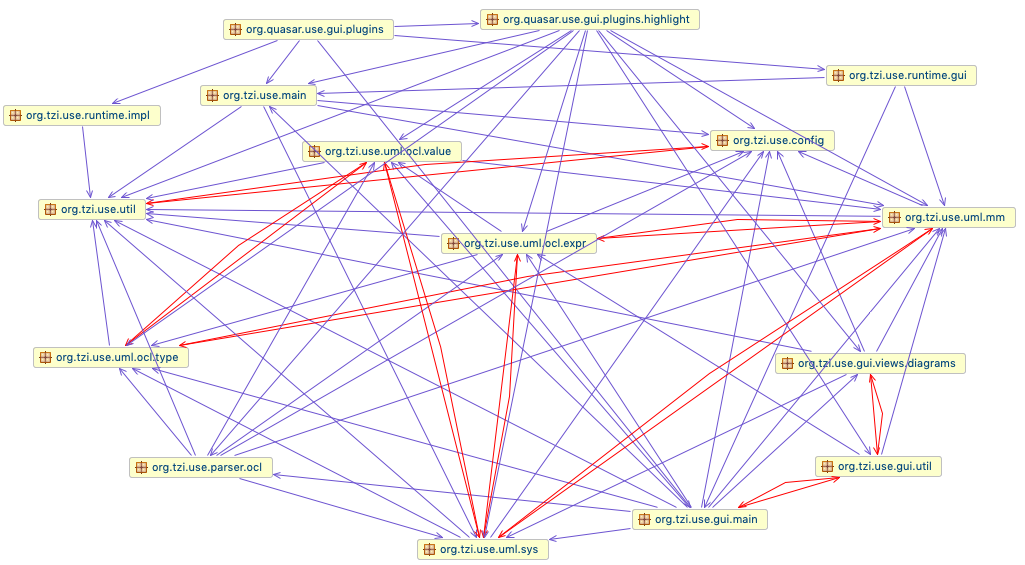 org.quasar.use.gui.plugins.highlight
org.quasar.use.gui.plugins
org.tzi.use.runtime.gui
org.tzi.use.main
org.tzi.use.runtime.impl
org.tzi.use.config
org.tzi.use.uml.ocl.value
org.tzi.use.util
org.tzi.use.uml.mm
org.tzi.use.uml.ocl.expr
org.tzi.use.uml.ocl.type
org.tzi.use.gui.views.diagrams
org.tzi.use.parser.ocl
org.tzi.use.gui.util
org.tzi.use.gui.main
org.tzi.use.uml.sys